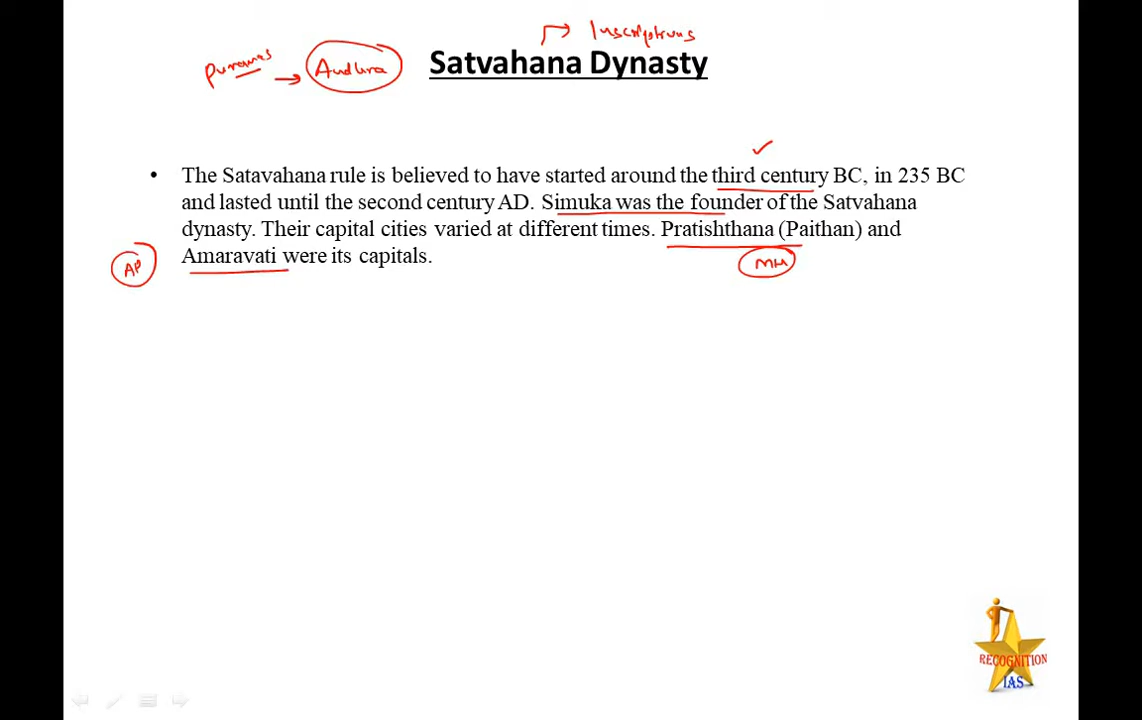 Inscriptions
puranas → Andhra
Satvahana Dynasty
• The Satavahana rule is believed to have started around the third century BC, in 235 BC
and lasted until the second century AD. Simuka was the founder of the Satvahana
dynasty. Their capital cities varied at different times. Pratishthana (Paithan) and
Amaravati were its capitals.
AP
MH
RECOGNITION
IAS